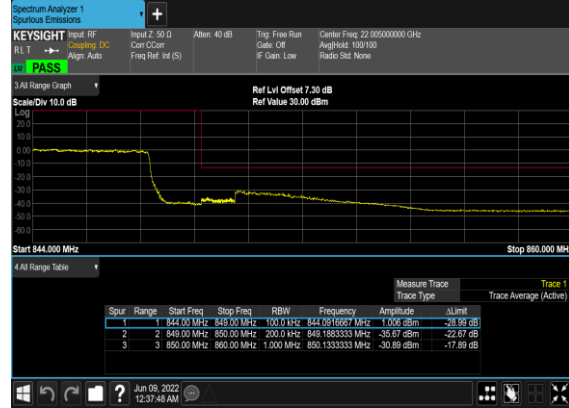 Spectrum Analyzer 1
Spurious Emissions
+
KEYSIGHT Input: RF Input Z: 50 Ω Atten: 40 dB Trig: Free Run Center Freq: 22.005000000 GHz
RLT Coupling: DC Corr CCorr Gate: Off Avg|Hold: 100/100
Align: Auto Freq Ref: Int (S) IF Gain: Low Radio Std: None
PASS
3 All Range Graph Ref Lvl Offset 7.30 dB
Scale/Div 10.0 dB Ref Value 30.00 dBm
Log
20.0
10.0
0.00
-10.0
-20.0
-30.0
-40.0
-50.0
-60.0
Start 844.000 MHz Stop 860.000 MH
4 All Range Table
Measure Trace Trace 1
Trace Type Trace Average (Active)
Spur Range Start Freq Stop Freq RBW Frequency Amplitude ΔLimit
1 1 844.00 MHz 849.00 MHz 100.0 kHz 844.0916667 MHz 1.006 dBm -28.99 dB
2 2 849.00 MHz 850.00 MHz 200.0 kHz 849.1883333 MHz -35.67 dBm -22.67 dB
3 3 850.00 MHz 860.00 MHz 1.000 MHz 850.1333333 MHz -30.89 dBm -17.89 dB
? Jun 09, 2022
12:37:48 AM